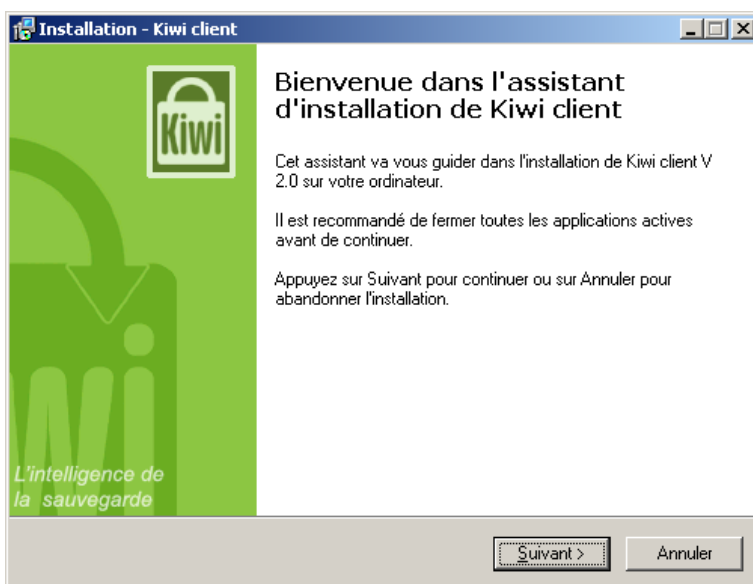 Installation - Kiwi client
Kiwi
Bienvenue dans l'assistant
d'installation de Kiwi client
Cet assistant va vous guider dans l'installation de Kiwi client V
2.0 sur votre ordinateur.
Il est recommandé de fermer toutes les applications actives
avant de continuer.
Appuyez sur Suivant pour continuer ou sur Annuler pour
abandonner l'installation.
wi
L'intelligence de
la sauvegarde
Suivant >
Annuler